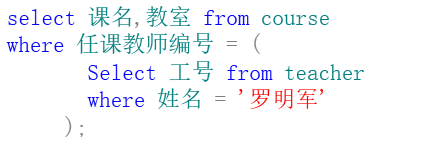 select 课名,教室 from course
where 任课教师编号 = (
Select 工号 from teacher
where 姓名 = '罗明军'
);